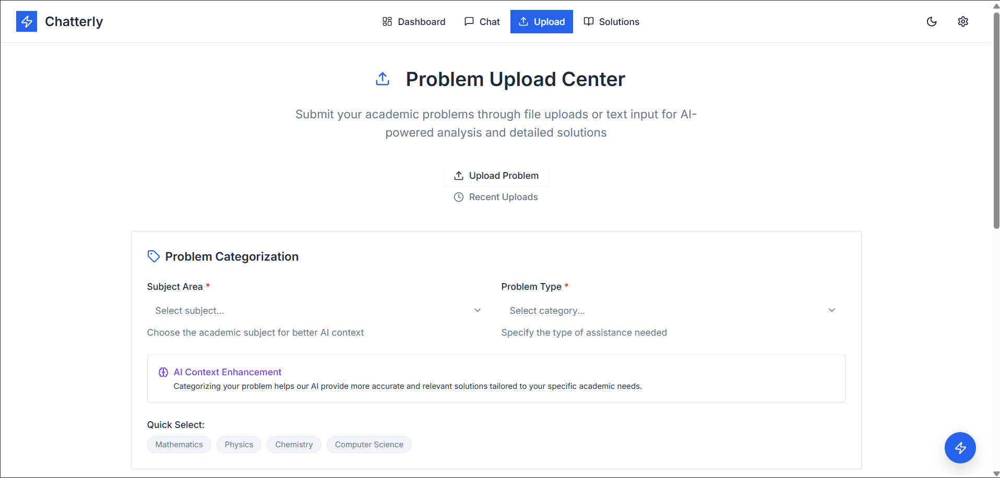 Chatterly
Dashboard
Chat
Upload
Solutions
Problem Upload Center
Submit your academic problems through file uploads or text input for AI-
powered analysis and detailed solutions
Upload Problem
Recent Uploads
Problem Categorization
Subject Area *
Select subject...
Choose the academic subject for better AI context
Problem Type *
Select category...
Specify the type of assistance needed
AI Context Enhancement
Categorizing your problem helps our AI provide more accurate and relevant solutions tailored to your specific academic needs.
Quick Select:
Mathematics
Physics
Chemistry
Computer Science